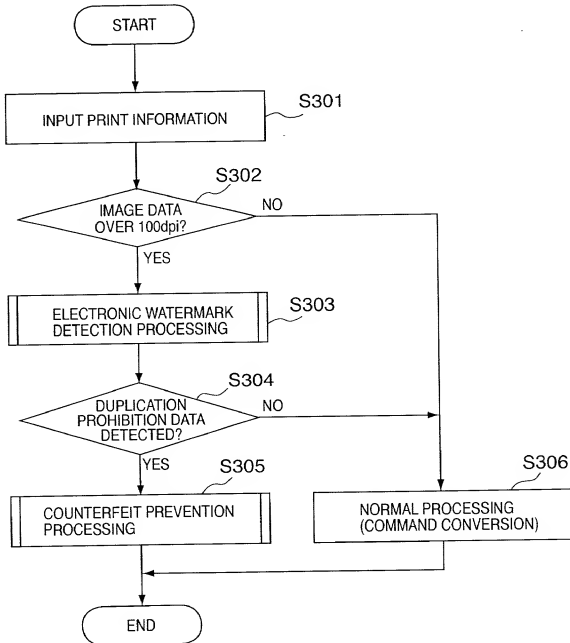 START
INPUT PRINT INFORMATION
S301
S302
IMAGE DATA
OVER 100dpi?
NO
YES
ELECTRONIC WATERMARK
DETECTION PROCESSING
S303
S304
DUPLICATION
PROHIBITION DATA
DETECTED?
NO
YES
S305
COUNTERFEIT PREVENTION
PROCESSING
S306
NORMAL PROCESSING
(COMMAND CONVERSION)
END